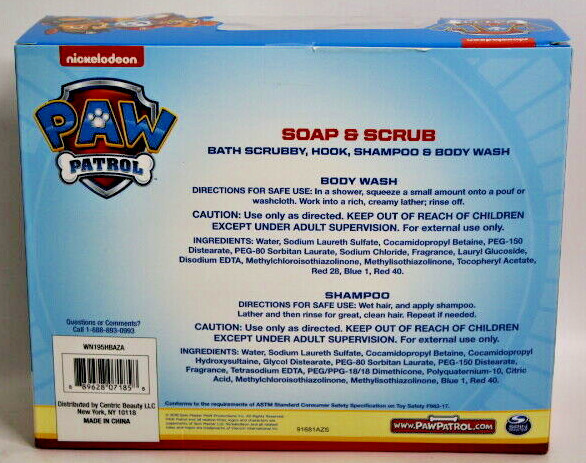 nickelodeon
nickelodeon
PAW
PATROL
SOAP & SCRUB
BATH SCRUBBY, HOOK, SHAMPOO & BODY WASH
BODY WASH
DIRECTIONS FOR SAFE USE: In a shower, squeeze a small amount onto a pouf or
washcloth. Work into a rich, creamy lather; rinse off.
CAUTION: Use only as directed. KEEP OUT OF REACH OF CHILDREN
EXCEPT UNDER ADULT SUPERVISION. For external use only.
INGREDIENTS: Water, Sodium Laureth Sulfate, Cocamidopropyl Betaine, PEG-150
Distearate, PEG-80 Sorbitan Laurate, Sodium Chloride, Fragrance, Lauryl Glucoside,
Disodium EDTA, Methylchloroisothiazolinone, Methylisothiazolinone, Tocopheryl Acetate,
Red 28, Blue 1, Red 40.
SHAMPOO
DIRECTIONS FOR SAFE USE: Wet hair, and apply shampoo.
Lather and then rinse for great, clean hair. Repeat if needed.
CAUTION: Use only as directed. KEEP OUT OF REACH OF CHILDREN
EXCEPT UNDER ADULT SUPERVISION. For external use only.
INGREDIENTS: Water, Sodium Laureth Sulfate, Cocamidopropyl Betaine, Cocamidopropyl
Hydroxysultaine, Glycol Distearate, PEG-80 Sorbitan Laurate, PEG-150 Distearate,
Fragrance, Tetrasodium EDTA, PEG/PPG-18/18 Dimethicone, Polyquaternium-10, Citric
Acid, Methylchloroisothiazolinone, Methylisothiazolinone, Blue 1, Red 40.
Questions or Comments?
Call 1-888-893-0993
WN195HBAZA
8 89628 07185 8
Distributed by Centric Beauty LLC
New York, NY 10118
MADE IN CHINA
Conforms to the requirements of ASTM Standard Consumer Safety Specification on Toy Safety F963-17.
91681AZS
WWW.PAWPATROL.COM
SPIN
MASTER